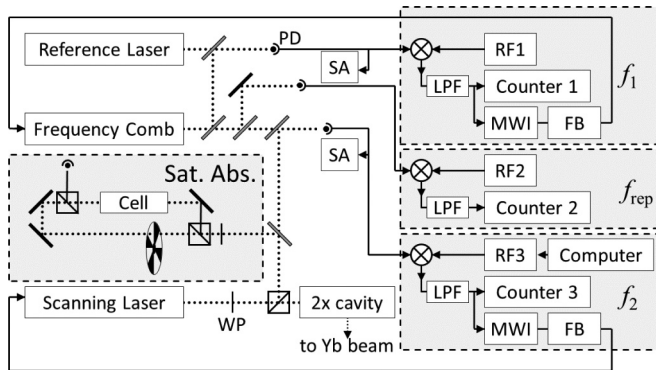 Reference Laser
PD
SA
RF1
LPF
Counter 1
f1
MWI
FB
Frequency Comb
SA
RF2
LPF
Counter 2
frep
Sat. Abs.
Cell
RF3
Computer
LPF
Counter 3
f2
MWI
FB
Scanning Laser
WP
2x cavity
to Yb beam